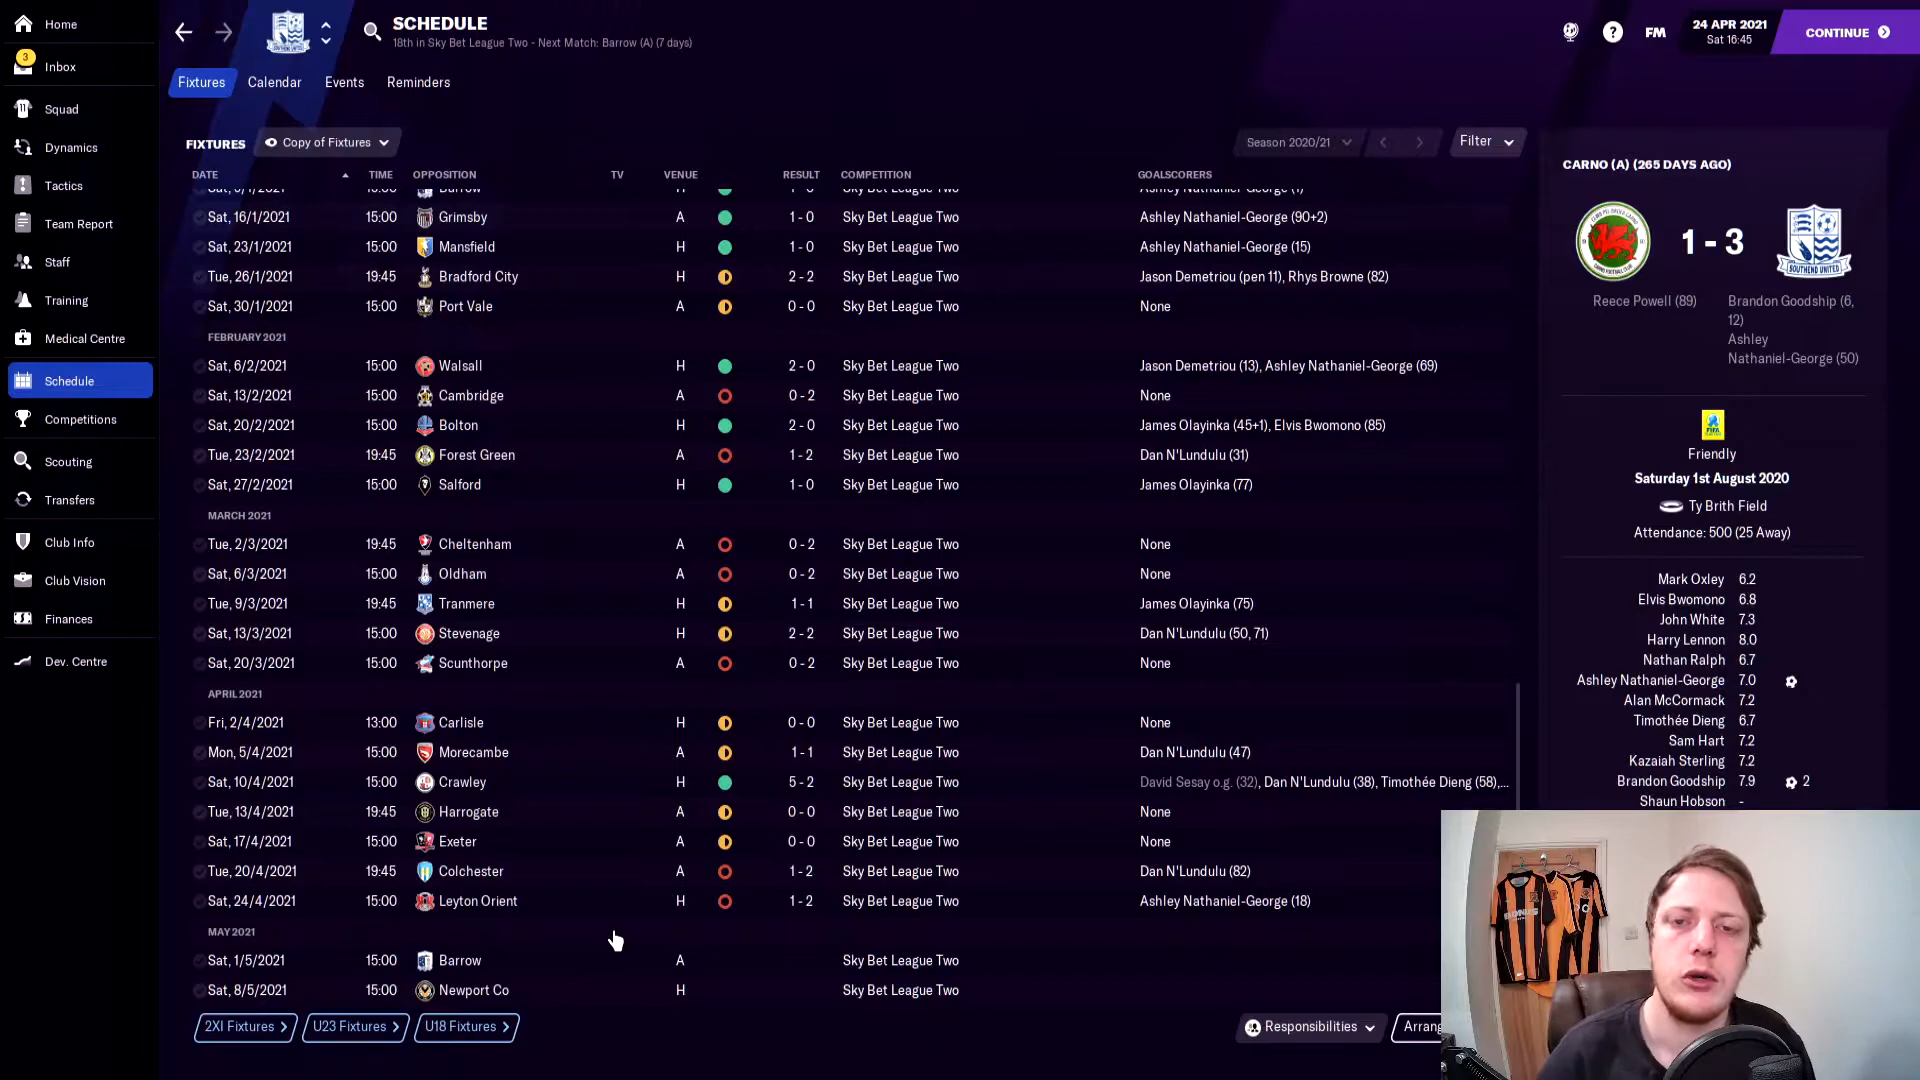 Home
3
Inbox
Squad
Dynamics
Tactics
Team Report
Staff
Training
Medical Centre
Schedule
Competitions
Scouting
Transfers
Club Info
Club Vision
Finances
Dev. Centre
SCHEDULE
18th in Sky Bet League Two - Next Match: Barrow (A) (7 days)
FM
24 APR 2021
Sat 16:45
CONTINUE
Fixtures Calendar Events Reminders
FIXTURES Copy of Fixtures Season 2020/21 Filter
DATE TIME OPPOSITION TV VENUE RESULT COMPETITION GOALSCORERS
Barrow H Sky Bet League Two Ashley Nathaniel-George
Sat, 16/1/2021 15:00 Grimsby A 1 - 0 Sky Bet League Two Ashley Nathaniel-George (90+2)
Sat, 23/1/2021 15:00 Mansfield H 1 - 0 Sky Bet League Two Ashley Nathaniel-George (15)
Tue, 26/1/2021 19:45 Bradford City H 2 - 2 Sky Bet League Two Jason Demetriou (pen 11), Rhys Browne (82)
Sat, 30/1/2021 15:00 Port Vale A 0 - 0 Sky Bet League Two None
FEBRUARY 2021
Sat, 6/2/2021 15:00 Walsall H 2 - 0 Sky Bet League Two Jason Demetriou (13), Ashley Nathaniel-George (69)
Sat, 13/2/2021 15:00 Cambridge A 0 - 2 Sky Bet League Two None
Sat, 20/2/2021 15:00 Bolton H 2 - 0 Sky Bet League Two James Olayinka (45+1), Elvis Bwomono (85)
Tue, 23/2/2021 19:45 Forest Green A 1 - 2 Sky Bet League Two Dan N'Lundulu (31)
Sat, 27/2/2021 15:00 Salford H 1 - 0 Sky Bet League Two James Olayinka (77)
MARCH 2021
Tue, 2/3/2021 19:45 Cheltenham A 0 - 2 Sky Bet League Two None
Sat, 6/3/2021 15:00 Oldham A 0 - 2 Sky Bet League Two None
Tue, 9/3/2021 19:45 Tranmere H 1 - 1 Sky Bet League Two James Olayinka (75)
Sat, 13/3/2021 15:00 Stevenage H 2 - 2 Sky Bet League Two Dan N'Lundulu (50, 71)
Sat, 20/3/2021 15:00 Scunthorpe A 0 - 2 Sky Bet League Two None
APRIL 2021
Fri, 2/4/2021 13:00 Carlisle H 0 - 0 Sky Bet League Two None
Mon, 5/4/2021 15:00 Morecambe A 1 - 1 Sky Bet League Two Dan N'Lundulu (47)
Sat, 10/4/2021 15:00 Crawley H 5 - 2 Sky Bet League Two David Sesay o.g. (32), Dan N'Lundulu (38), Timothée Dieng (58),...
Tue, 13/4/2021 19:45 Harrogate A 0 - 0 Sky Bet League Two None
Sat, 17/4/2021 15:00 Exeter A 0 - 0 Sky Bet League Two None
Tue, 20/4/2021 19:45 Colchester A 1 - 2 Sky Bet League Two Dan N'Lundulu (82)
Sat, 24/4/2021 15:00 Leyton Orient H 1 - 2 Sky Bet League Two Ashley Nathaniel-George (18)
MAY 2021
Sat, 1/5/2021 15:00 Barrow A Sky Bet League Two
Sat, 8/5/2021 15:00 Newport Co H Sky Bet League Two
2XI Fixtures U23 Fixtures U18 Fixtures Responsibilities Arrang
CARNO (A) (265 DAYS AGO)
1 - 3
SOUTHEND UNITED
Reece Powell (89) Brandon Goodship (6,
12)
Ashley
Nathaniel-George (50)
Friendly
Saturday 1st August 2020
Ty Brith Field
Attendance: 500 (25 Away)
Mark Oxley 6.2
Elvis Bwomono 6.8
John White 7.3
Harry Lennon 8.0
Nathan Ralph 6.7
Ashley Nathaniel-George 7.0
Alan McCormack 7.2
Timothée Dieng 6.7
Sam Hart 7.2
Kazaiah Sterling 7.2
Brandon Goodship 7.9 2
Shaun Hobson -